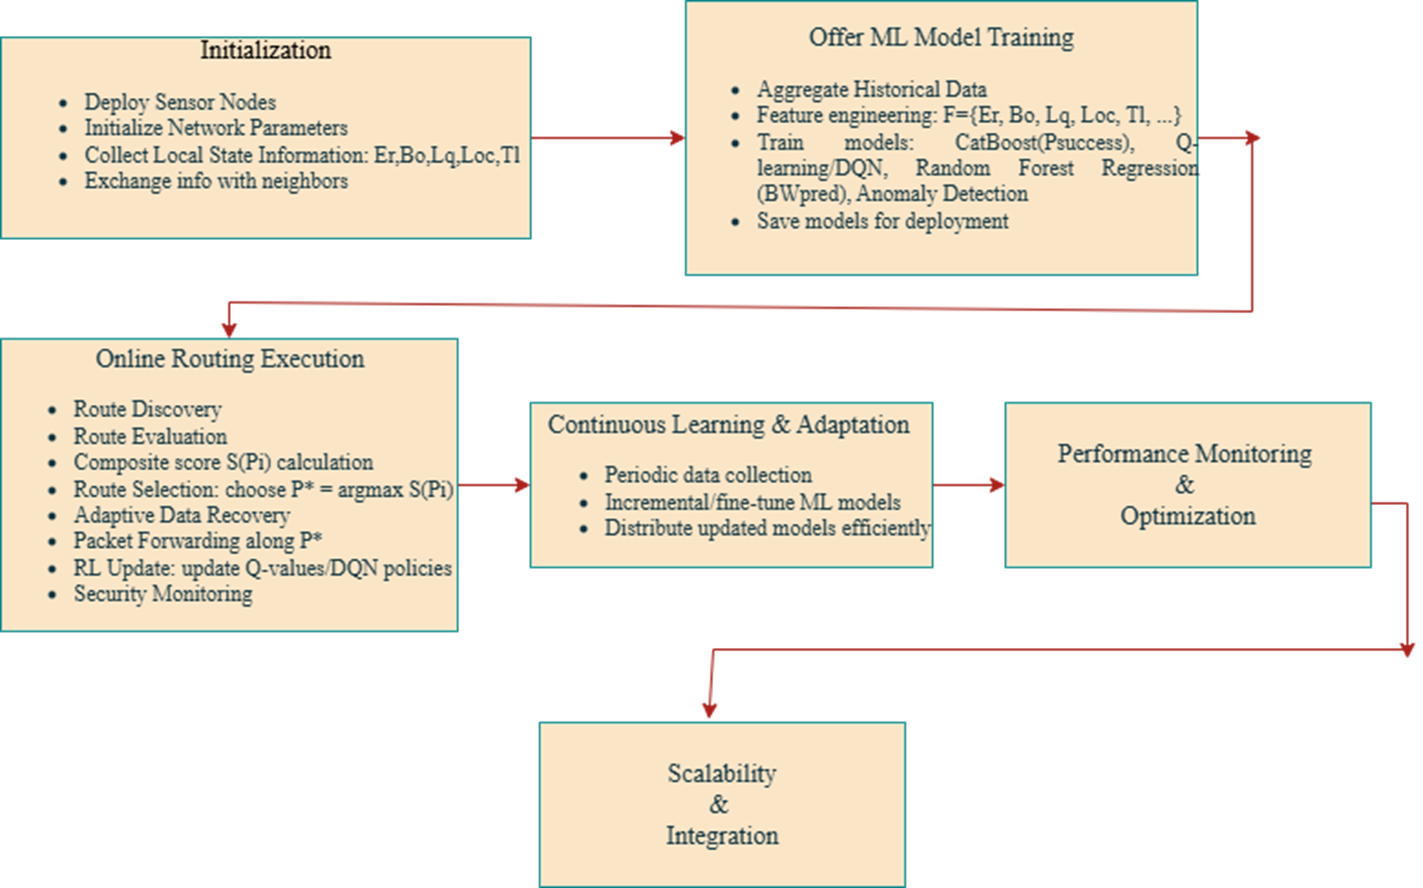 Initialization
• Deploy Sensor Nodes
• Initialize Network Parameters
• Collect Local State Information: Er,Bo,Lq,Loc,Tl
• Exchange info with neighbors
Offer ML Model Training
• Aggregate Historical Data
• Feature engineering: F={Er, Bo, Lq, Loc, Tl, ...}
• Train models: CatBoost(Psuccess), Q-
learning/DQN, Random Forest Regression
(BWpred), Anomaly Detection
• Save models for deployment
Online Routing Execution
• Route Discovery
• Route Evaluation
• Composite score S(Pi) calculation
• Route Selection: choose P* = argmax S(Pi)
• Adaptive Data Recovery
• Packet Forwarding along P*
• RL Update: update Q-values/DQN policies
• Security Monitoring
Continuous Learning & Adaptation
• Periodic data collection
• Incremental/fine-tune ML models
• Distribute updated models efficiently
Performance Monitoring
&
Optimization
Scalability
&
Integration